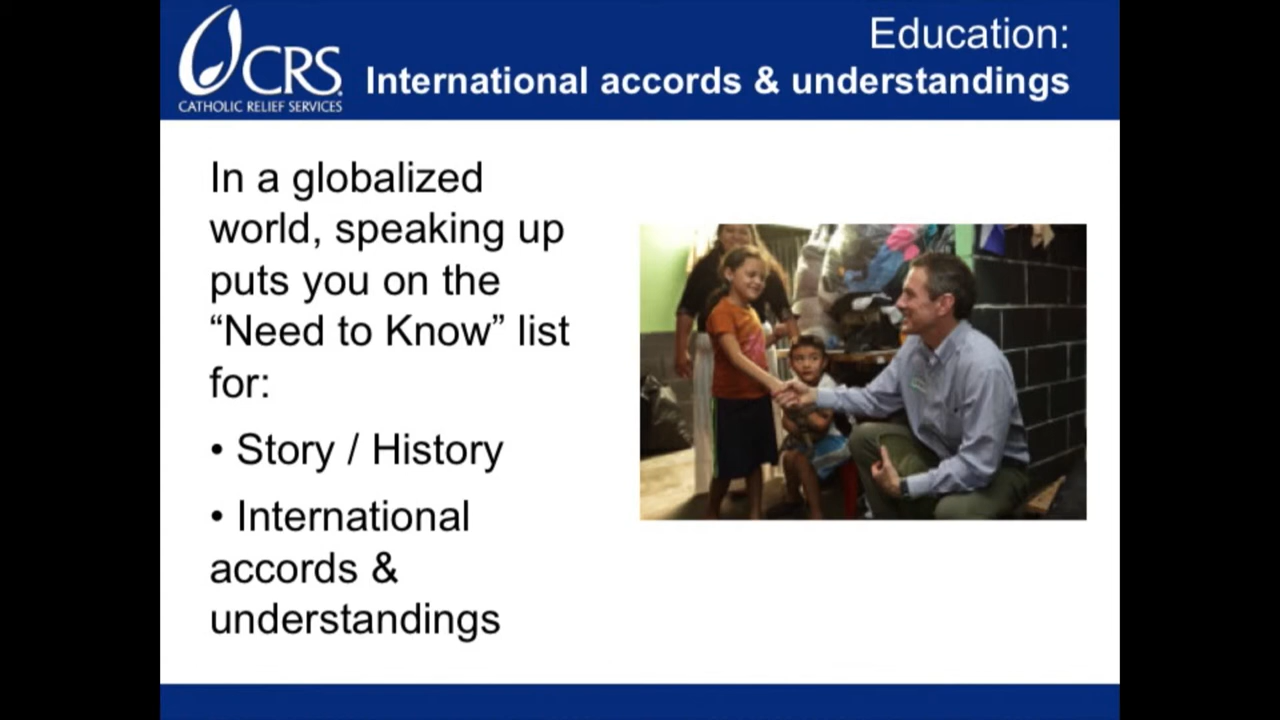 CRS
CATHOLIC RELIEF SERVICES
Education:
International accords & understandings
In a globalized
world, speaking up
puts you on the
“Need to Know” list
for:
• Story / History
• International
accords &
understandings